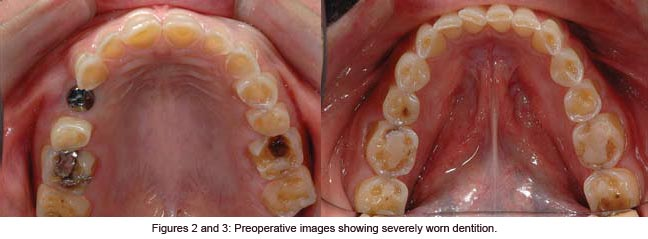 Figures 2 and 3: Preoperative images showing severely worn dentition.